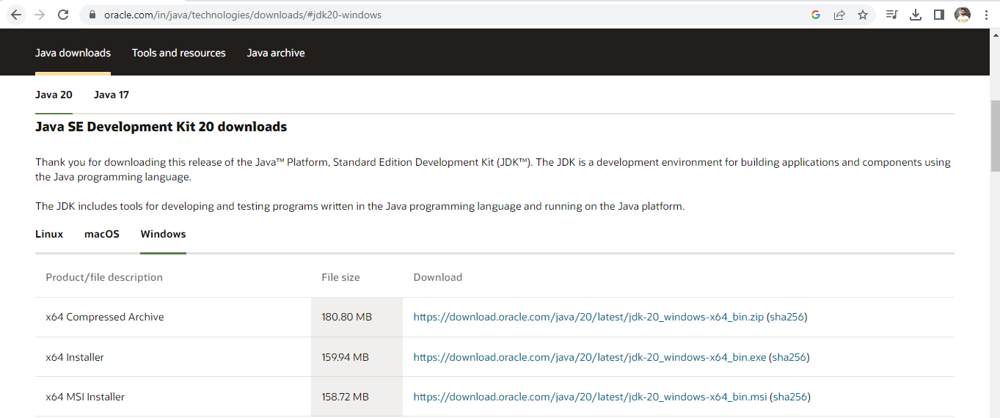 oracle.com/in/java/technologies/downloads/#jdk20-windows
Java downloads Tools and resources Java archive
Java 20 Java 17
Java SE Development Kit 20 downloads
Thank you for downloading this release of the Java™ Platform, Standard Edition Development Kit (JDK™). The JDK is a development environment for building applications and components using
the Java programming language.
The JDK includes tools for developing and testing programs written in the Java programming language and running on the Java platform.
Linux macOS Windows
Product/file description File size Download
x64 Compressed Archive 180.80 MB https://download.oracle.com/java/20/latest/jdk-20_windows-x64_bin.zip (sha256)
x64 Installer 159.94 MB https://download.oracle.com/java/20/latest/jdk-20_windows-x64_bin.exe (sha256)
x64 MSI Installer 158.72 MB https://download.oracle.com/java/20/latest/jdk-20_windows-x64_bin.msi (sha256)